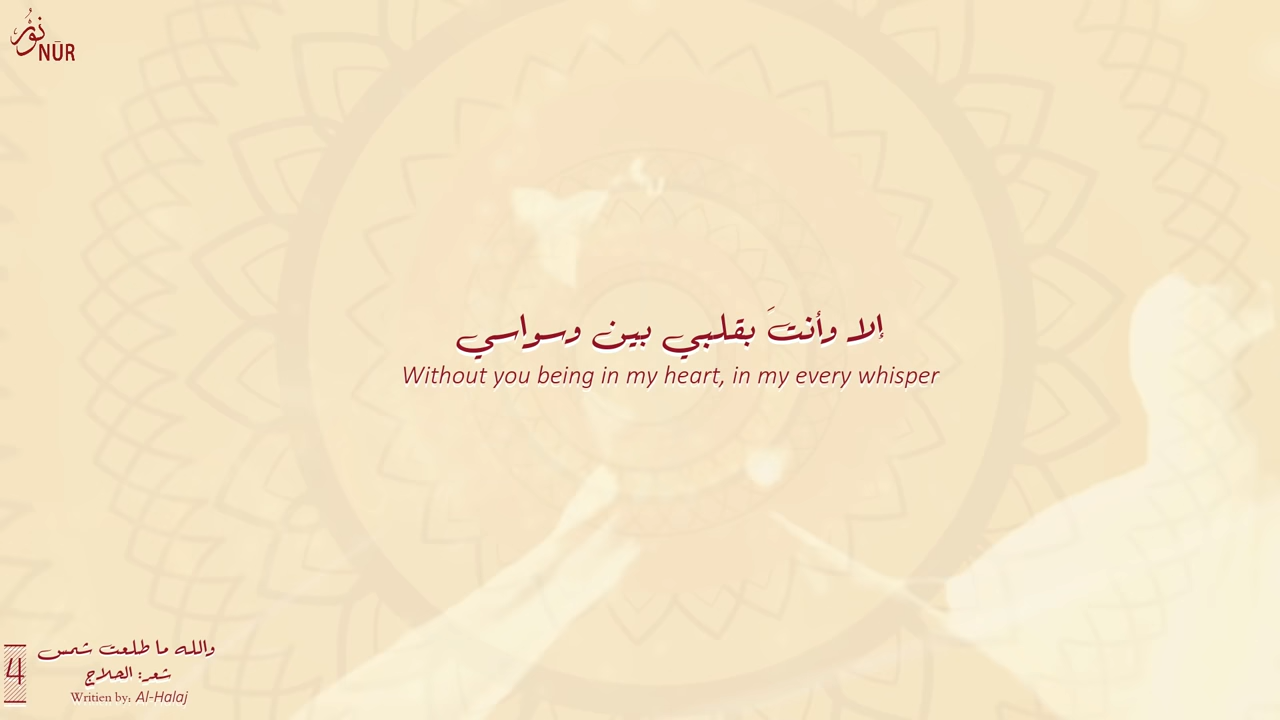 نُورُ
NŪR
إلا وأنتَ بقلبي بين وسواسي
Without you being in my heart, in my every whisper
4
والله ما طلعت شمس
شعر: الحلاج
Writien by: Al-Halaj